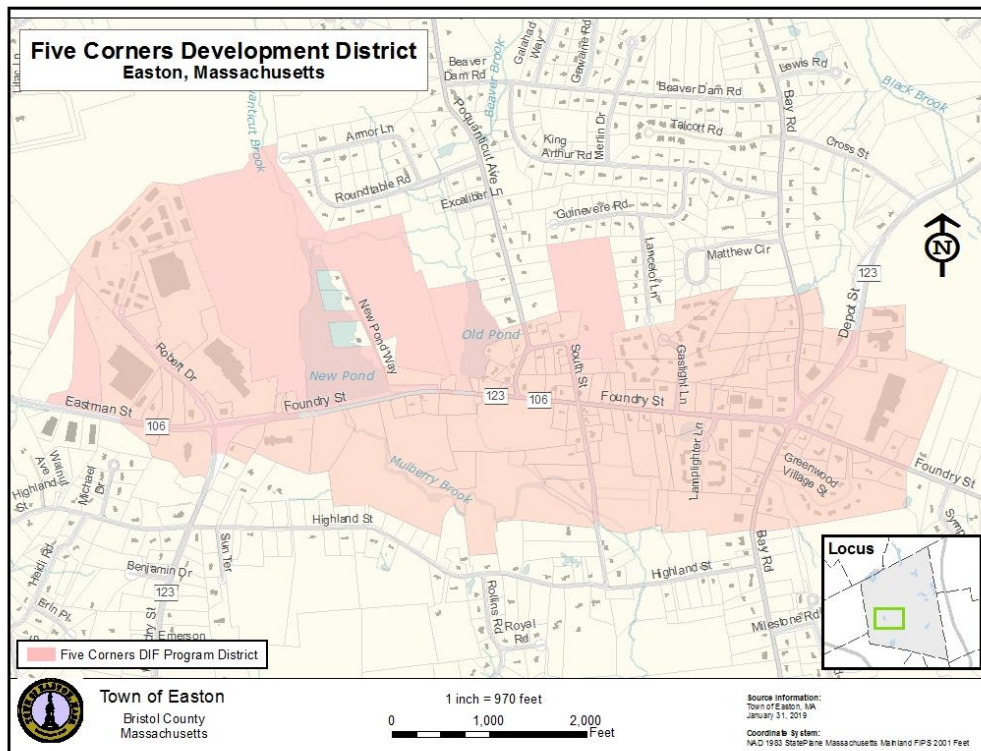 Five Corners Development District
Easton, Massachusetts
Galahad
Way
Gawaine Rd
Beaver
Dam Rd
Beaver Brook
Lewis Rd
Beaver Dam Rd
Black Brook
Bay Rd
Poquanticut Ave
Armor Ln
Talcott Rd
King
Arthur Rd
Merlin Dr
Cross St
Roundtable Rd
Excaliber Ln
Guinevere Rd
Lancelot Ln
Matthew Cir
N
123
Depot St
New Pond Way
Old Pond
Robert Dr
New Pond
South St
Gaslight Ln
Eastman St
106
Foundry St
123
106
Foundry St
Lamplighter Ln
Mulberry Brook
Greenwood
Village St
Foundry St
Walnut
Ave
Highland
St
Michael
Dr
Highland St
Sun Ter
Bay Rd
Heidi Rd
Benjamin Dr
123
Highland St
Rollins Rd
Royal
Rd
Erin Pl
Emerson
Milestone Rd
Locus
Five Corners DIF Program District
Town of Easton
Bristol County
Massachusetts
1 inch = 970 feet
0 1,000 2,000
Feet
Source Information:
Town of Easton, MA
January 31, 2019
Coordinate System:
NAD 1983 StatePlane Massachusetts Mainland FIPS 2001 Feet